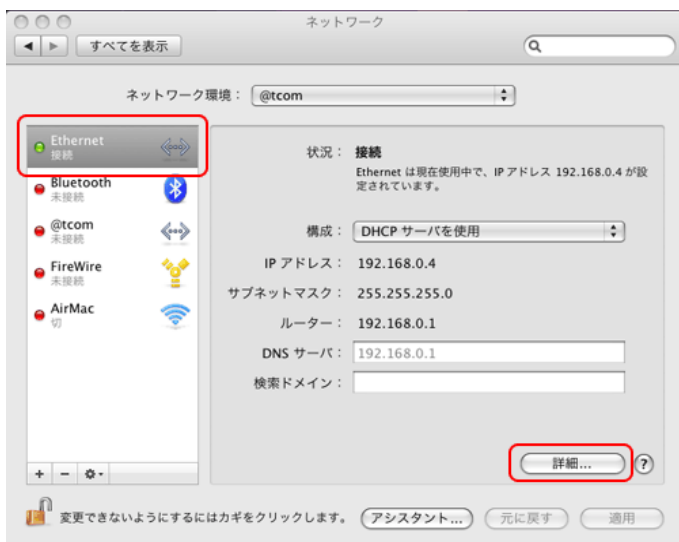 ネットワーク
すべてを表示
ネットワーク環境： @tcom
Ethernet
接続
Bluetooth
未接続
@tcom
未接続
FireWire
未接続
AirMac
切
状況： 接続
Ethernet は現在使用中で、IP アドレス 192.168.0.4 が設
定されています。
構成： DHCP サーバを使用
IP アドレス： 192.168.0.4
サブネットマスク： 255.255.255.0
ルーター： 192.168.0.1
DNS サーバ： 192.168.0.1
検索ドメイン：
詳細... ?
変更できないようにするにはカギをクリックします。 アシスタント... 元に戻す 適用